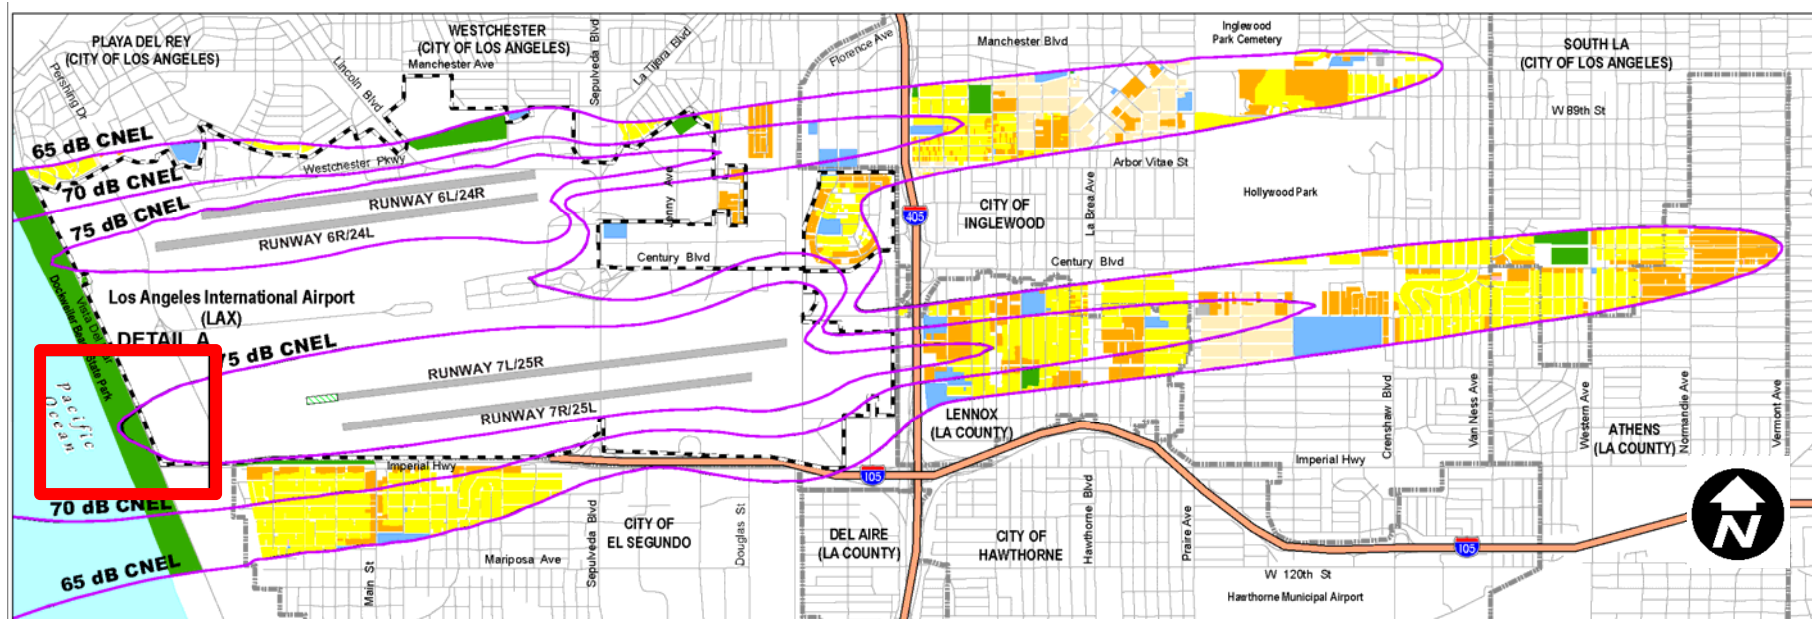 PLAYA DEL REY
(CITY OF LOS ANGELES)
WESTCHESTER
(CITY OF LOS ANGELES)
Manchester Ave
Pershing Dr
Lincoln Blvd
Sepulveda Blvd
La Tijera Blvd
Florence Ave
Manchester Blvd
Inglewood
Park Cemetery
SOUTH LA
(CITY OF LOS ANGELES)
W 89th St
65 dB CNEL
70 dB CNEL
75 dB CNEL
Westchester Pkwy
RUNWAY 6L/24R
RUNWAY 6R/24L
Jenny Ave
Century Blvd
405
Arbor Vitae St
La Brea Ave
CITY OF
INGLEWOOD
Hollywood Park
Century Blvd
Los Angeles International Airport
(LAX)
DETAIL A
75 dB CNEL
Dockweiler Beach State Park
Pacific
Ocean
RUNWAY 7L/25R
RUNWAY 7R/25L
LENNOX
(LA COUNTY)
Crenshaw Blvd
Van Ness Ave
Western Ave
Normandie Ave
Vermont Ave
ATHENS
(LA COUNTY)
Imperial Hwy
Imperial Hwy
105
70 dB CNEL
65 dB CNEL
Main St
Mariposa Ave
Sepulveda Blvd
CITY OF
EL SEGUNDO
Douglas St
DEL AIRE
(LA COUNTY)
CITY OF
HAWTHORNE
Hawthorne Blvd
Praire Ave
105
W 120th St
Hawthorne Municipal Airport
N